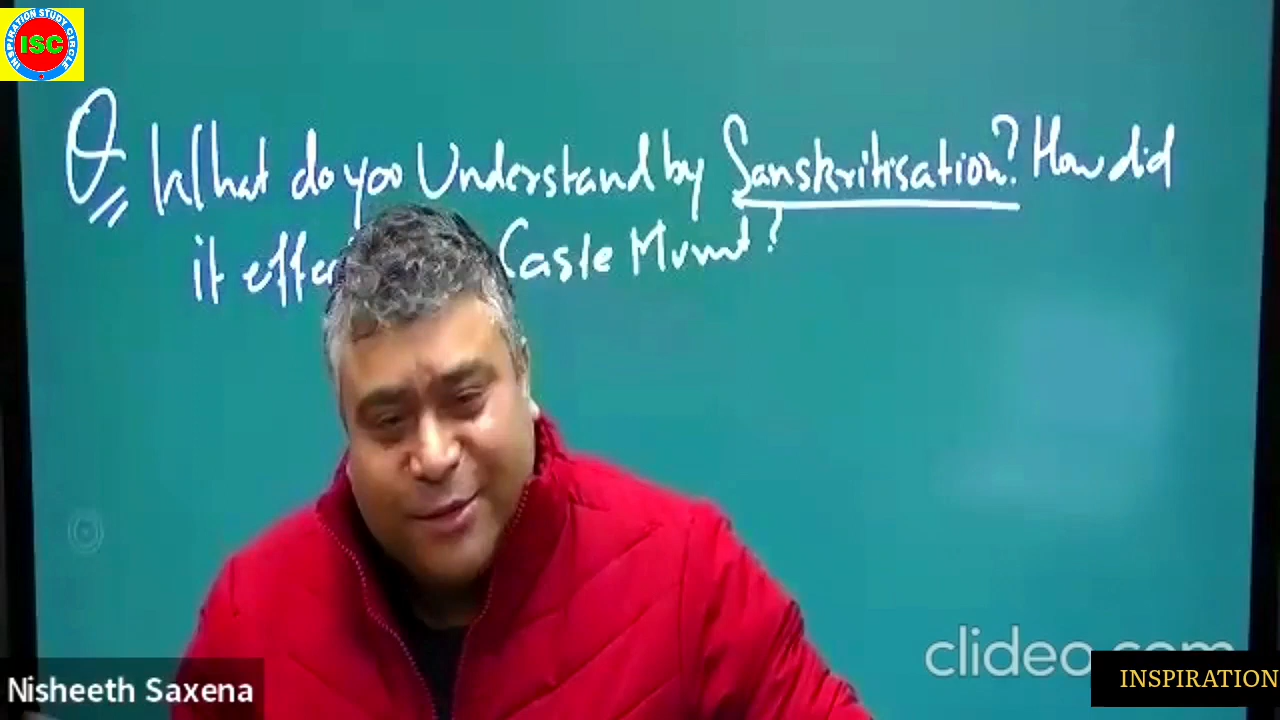 INSPIRATION STUDY CIRCLE
ISC
Q What do you Understand by Sanskritisation? How did
it Caste Mvmt?
clideo.com
Nisheeth Saxena
INSPIRATION